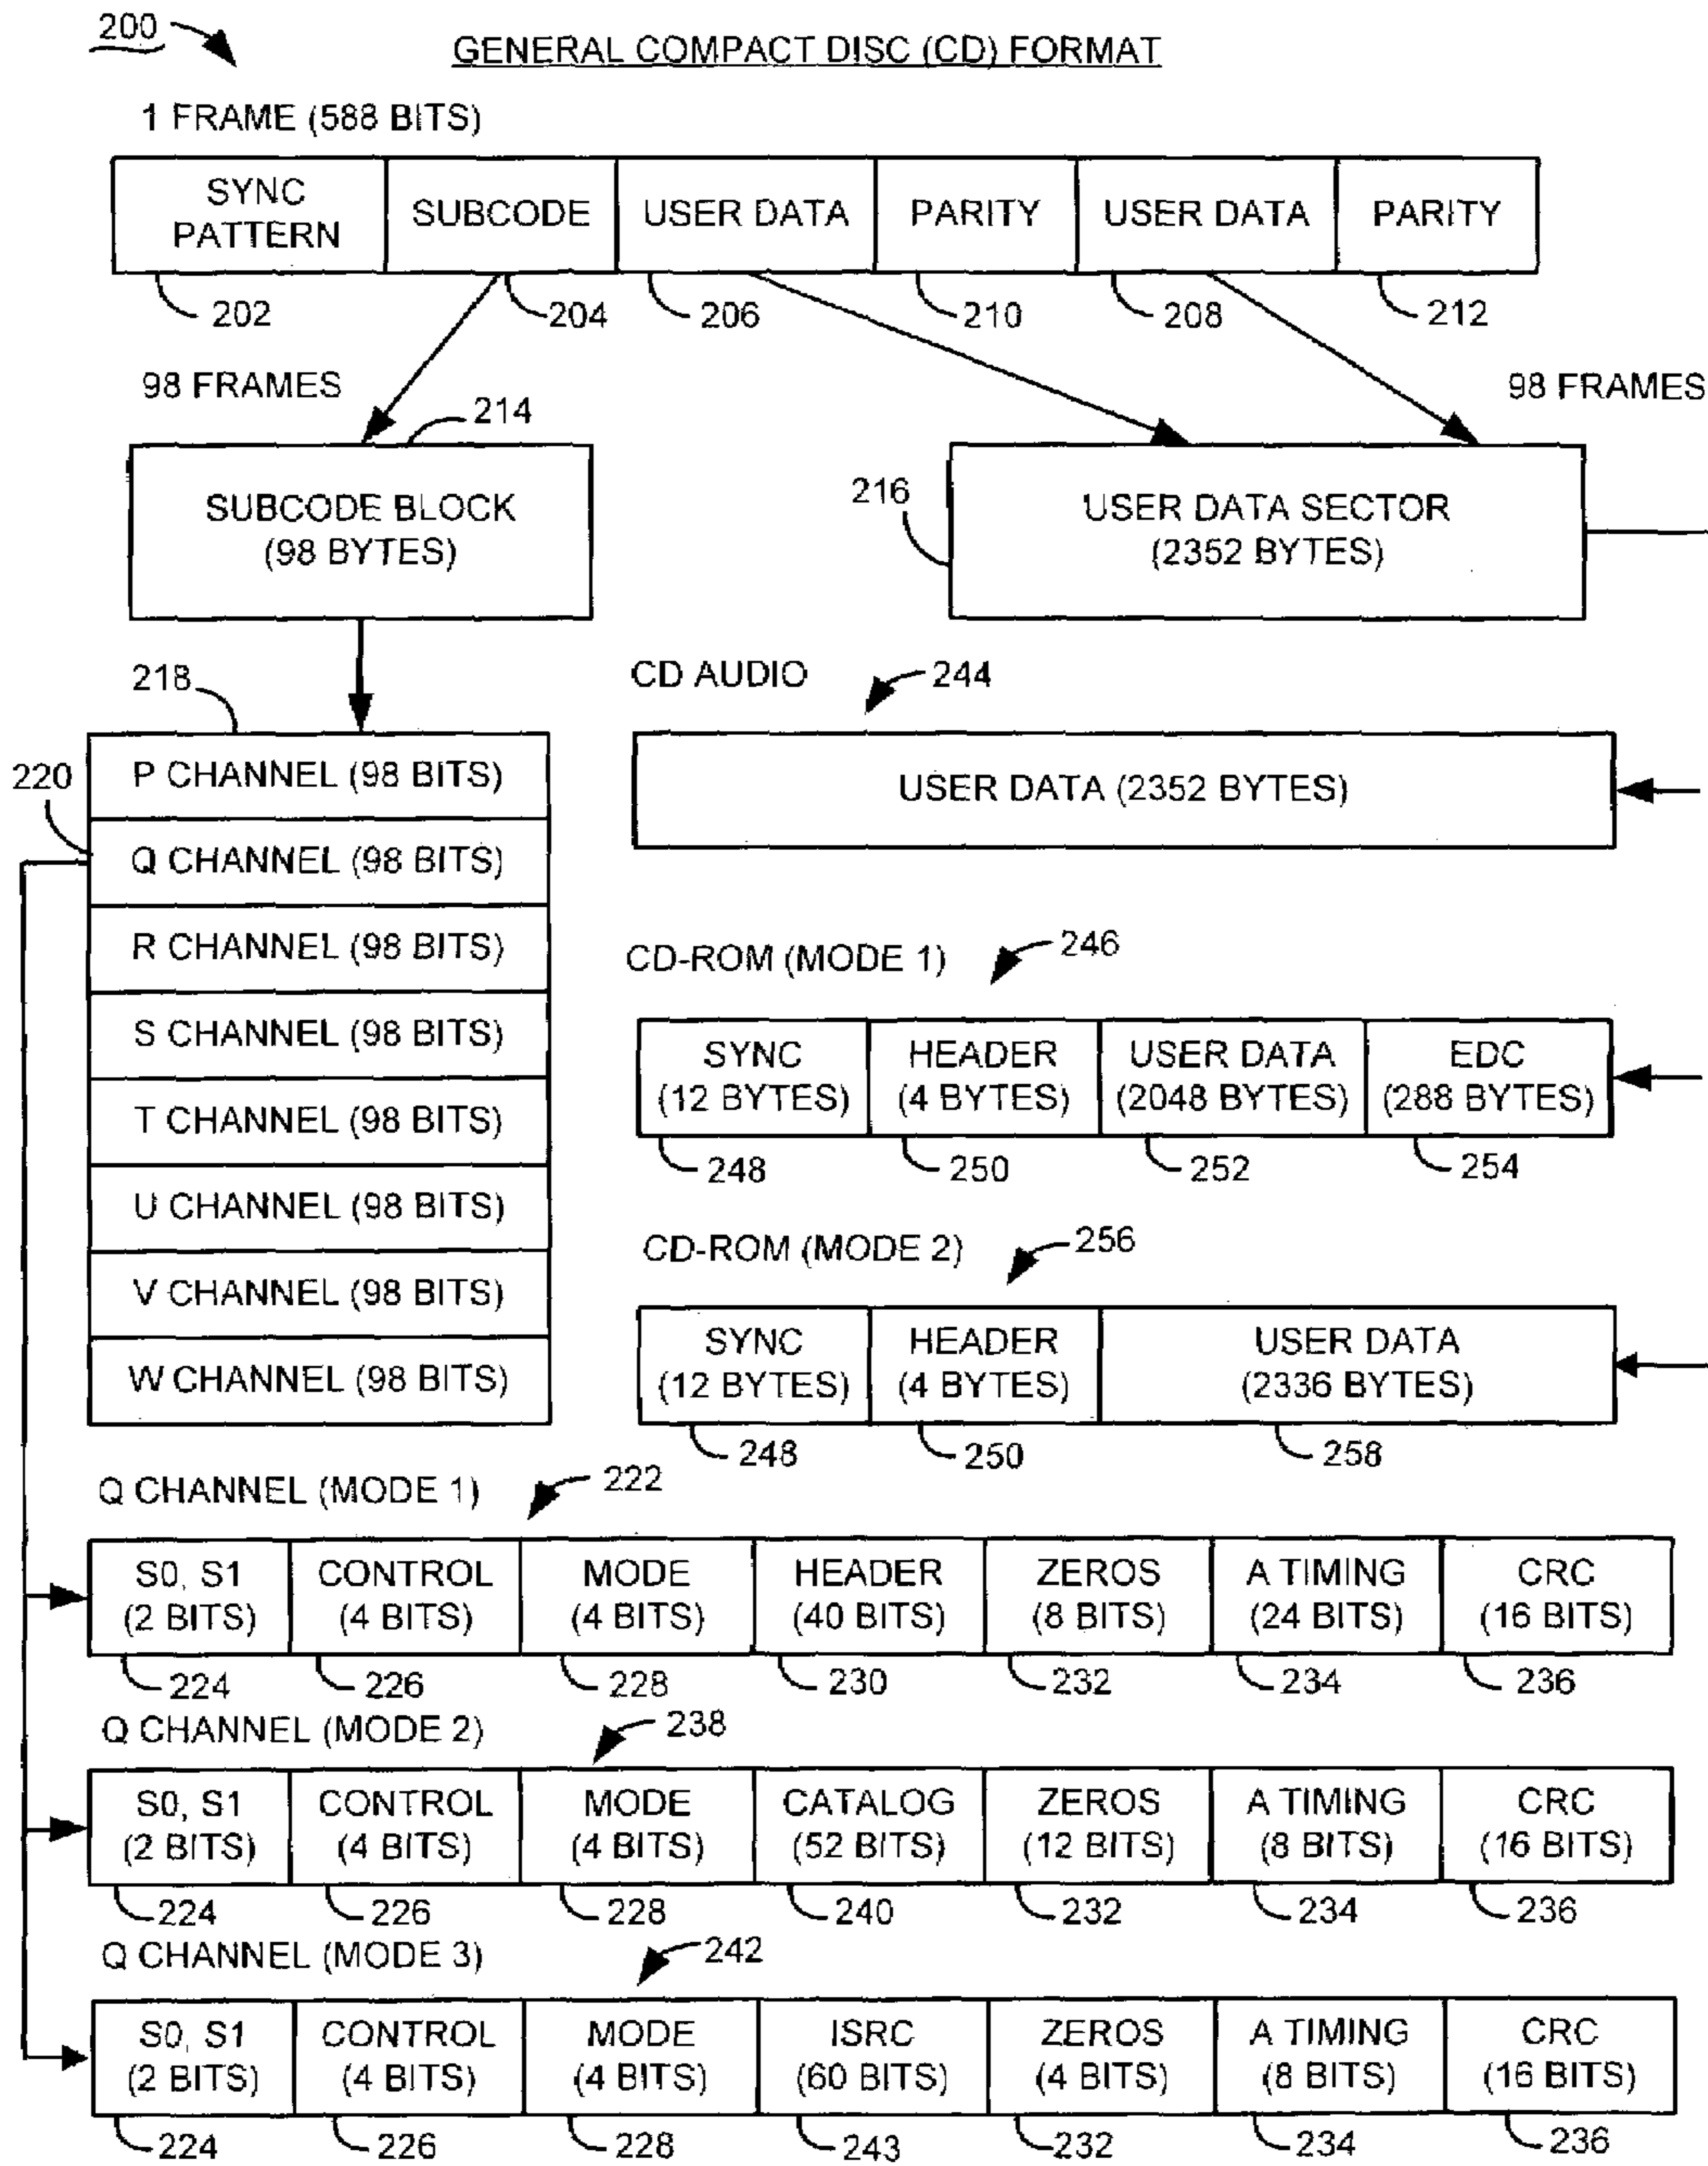 200
GENERAL COMPACT DISC (CD) FORMAT
1 FRAME (588 BITS)
SYNC PATTERN SUBCODE USER DATA PARITY USER DATA PARITY
202 204 206 210 208 212
98 FRAMES 98 FRAMES
214
SUBCODE BLOCK
(98 BYTES)
216
USER DATA SECTOR
(2352 BYTES)
218
220
P CHANNEL (98 BITS)
Q CHANNEL (98 BITS)
R CHANNEL (98 BITS)
S CHANNEL (98 BITS)
T CHANNEL (98 BITS)
U CHANNEL (98 BITS)
V CHANNEL (98 BITS)
W CHANNEL (98 BITS)
CD AUDIO 244
USER DATA (2352 BYTES)
CD-ROM (MODE 1) 246
SYNC HEADER USER DATA EDC
(12 BYTES) (4 BYTES) (2048 BYTES) (288 BYTES)
248 250 252 254
CD-ROM (MODE 2) 256
SYNC HEADER USER DATA
(12 BYTES) (4 BYTES) (2336 BYTES)
248 250 258
Q CHANNEL (MODE 1) 222
S0, S1 CONTROL MODE HEADER ZEROS A TIMING CRC
(2 BITS) (4 BITS) (4 BITS) (40 BITS) (8 BITS) (24 BITS) (16 BITS)
224 226 228 230 232 234 236
Q CHANNEL (MODE 2) 238
S0, S1 CONTROL MODE CATALOG ZEROS A TIMING CRC
(2 BITS) (4 BITS) (4 BITS) (52 BITS) (12 BITS) (8 BITS) (16 BITS)
224 226 228 240 232 234 236
Q CHANNEL (MODE 3) 242
S0, S1 CONTROL MODE ISRC ZEROS A TIMING CRC
(2 BITS) (4 BITS) (4 BITS) (60 BITS) (4 BITS) (8 BITS) (16 BITS)
224 226 228 243 232 234 236